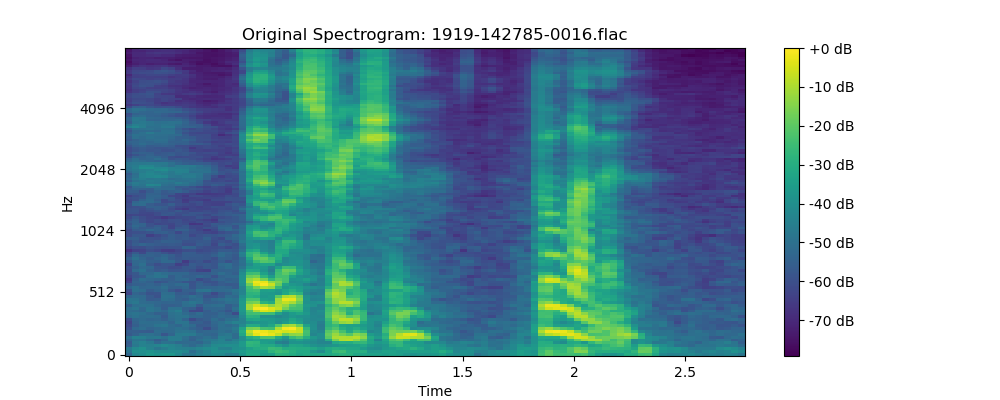 Original Spectrogram: 1919-142785-0016.flac
+0 dB
-10 dB
-20 dB
-30 dB
-40 dB
-50 dB
-60 dB
-70 dB
4096
2048
1024
512
0
Hz
0
0.5
1
1.5
2
2.5
Time